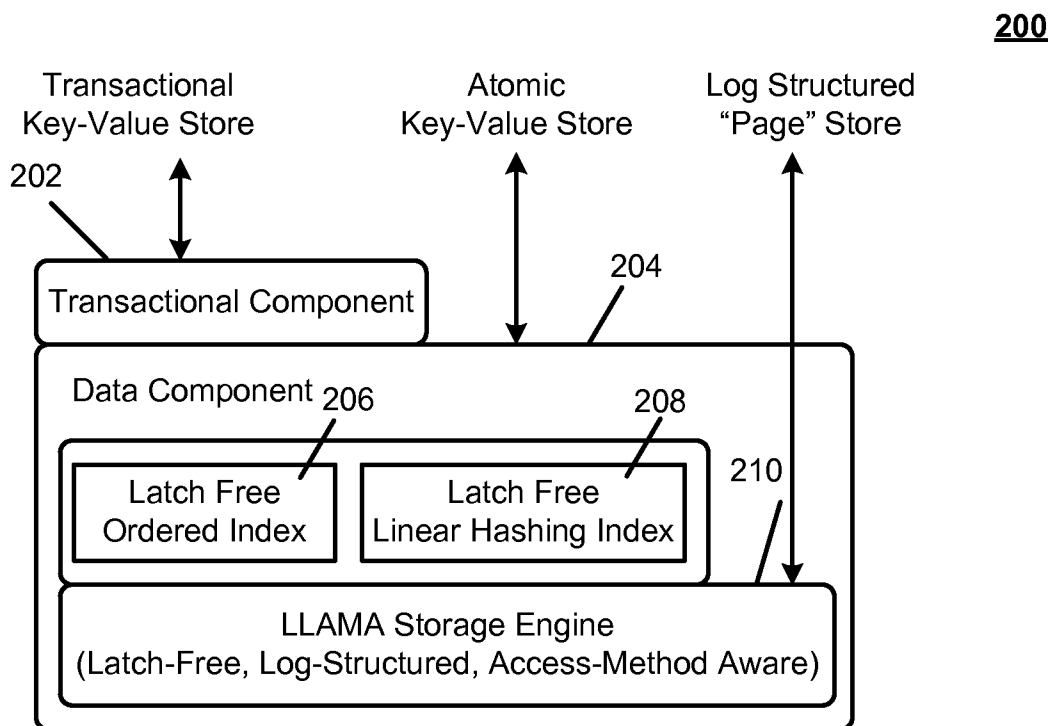 200
Transactional
Key-Value Store
Atomic
Key-Value Store
Log Structured
“Page” Store
202
Transactional Component
204
Data Component
206
208
Latch Free
Ordered Index
Latch Free
Linear Hashing Index
210
LLAMA Storage Engine
(Latch-Free, Log-Structured, Access-Method Aware)